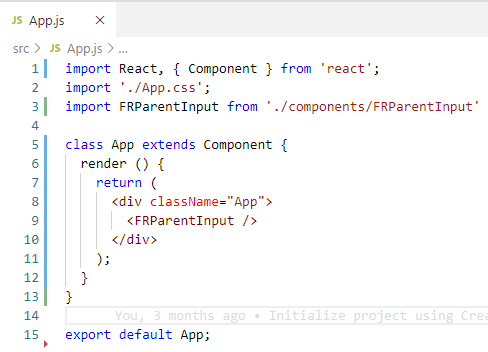 JS App.js ×
src > JS App.js > ...
1 import React, { Component } from 'react';
2 import './App.css';
3 import FRParentInput from './components/FRParentInput'
4
5 class App extends Component {
6   render () {
7     return (
8       <div className="App">
9         <FRParentInput />
10       </div>
11     );
12   }
13 }
14 You, 3 months ago • Initialize project using Crea
15 export default App;